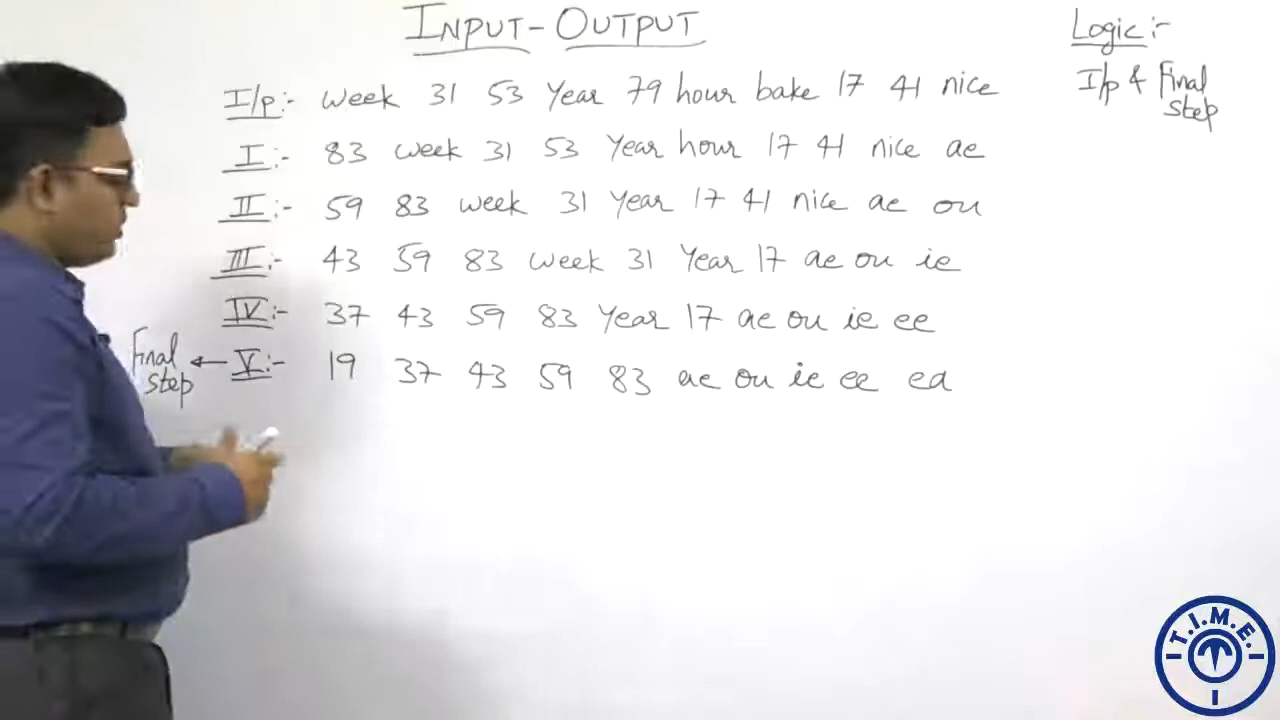 INPUT-OUTPUT
I/p:- Week 31 53 Year 79 hour bake 17 41 nice
I:- 83 week 31 53 Year hour 17 41 nice ae
II:- 59 83 week 31 Year 17 41 nice ae ou
III:- 43 59 83 week 31 Year 17 ae ou ie
IV:- 37 43 59 83 Year 17 ae ou ie ee
Final step ← V:- 19 37 43 59 83 ae ou ie ee ea
Logic:-
I/p & Final
step
T.I.M.E.